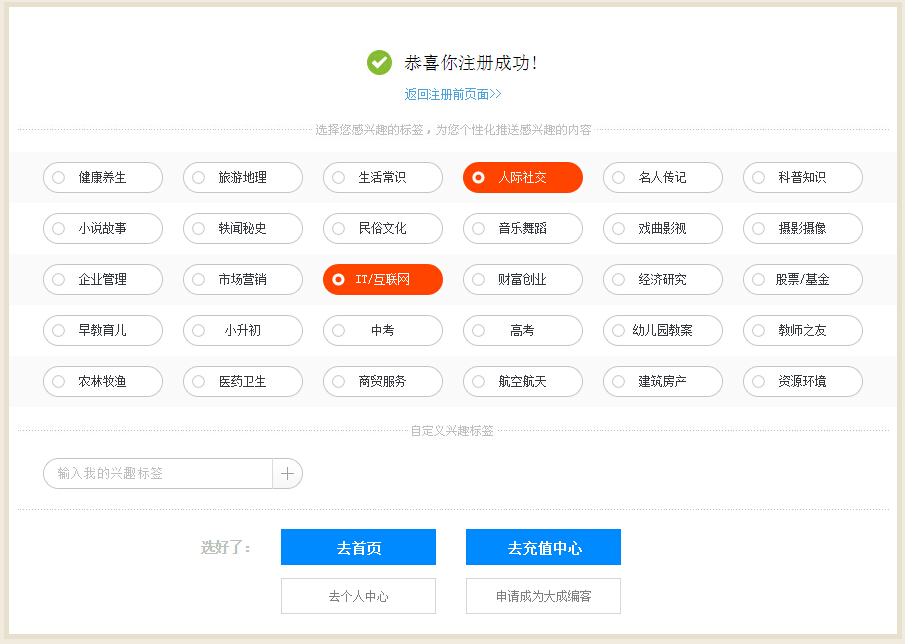 恭喜你注册成功!
返回注册前页面>>
选择您感兴趣的标签，为您个性化推送感兴趣的内容
健康养生 旅游地理 生活常识 人际社交 名人传记 科普知识
小说故事 轶闻秘史 民俗文化 音乐舞蹈 戏曲影视 摄影摄像
企业管理 市场营销 IT/互联网 财富创业 经济研究 股票/基金
早教育儿 小升初 中考 高考 幼儿园教案 教师之友
农林牧渔 医药卫生 商贸服务 航空航天 建筑房产 资源环境
自定义兴趣标签
输入我的兴趣标签
选好了： 去首页 去充值中心
去个人中心 申请成为大成编客